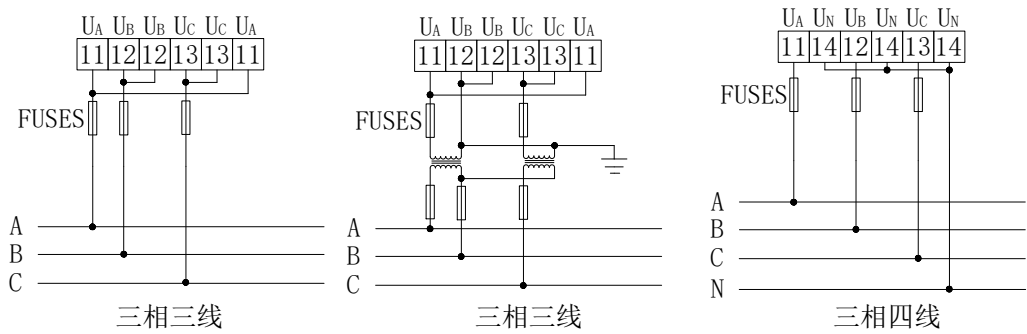 UA UB UB UC UC UA
11 12 12 13 13 11
FUSES
A
B
C
三相三线
UA UB UB UC UC UA
11 12 12 13 13 11
FUSES
A
B
C
三相三线
UA UN UB UN UC UN
11 14 12 14 13 14
FUSES
A
B
C
N
三相四线